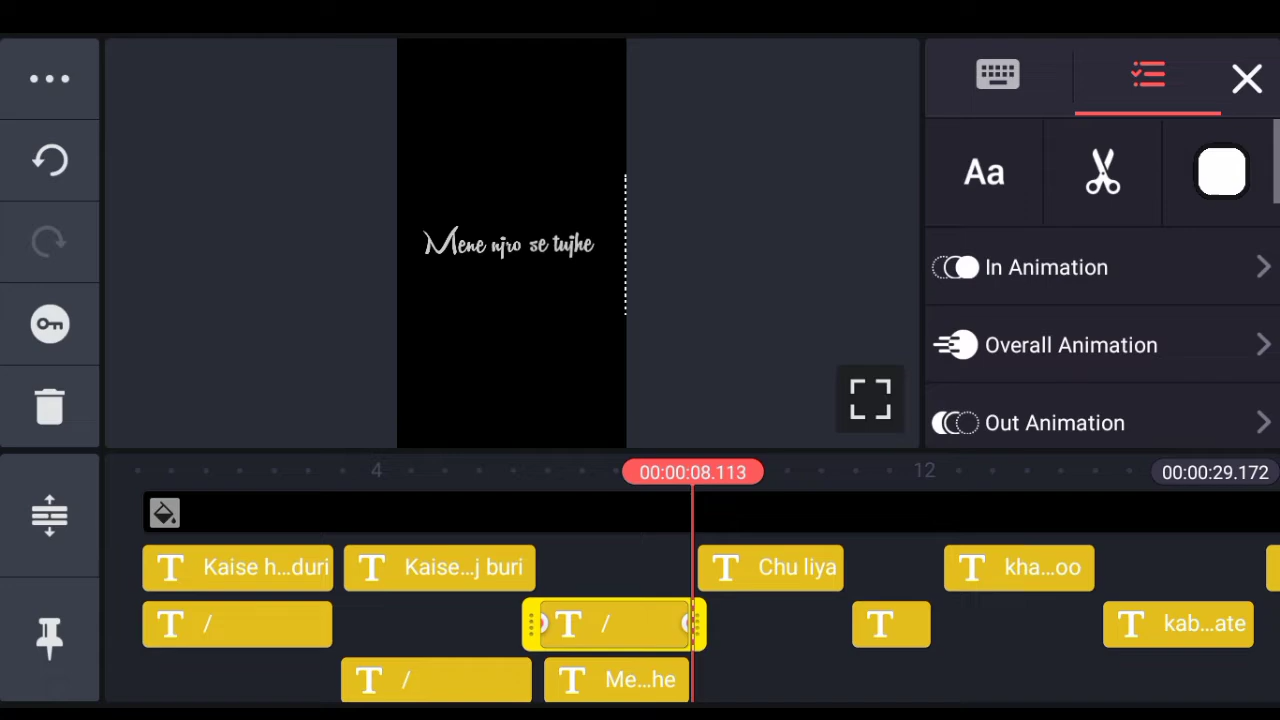 Aa
Mene njro se tujhe
In Animation
Overall Animation
Out Animation
4
00:00:08.113
12
00:00:29.172
T Kaise h...duri
T Kaise...j buri
T Chu liya
T kha...oo
T /
T /
T
T kab...ate
T /
T Me...he